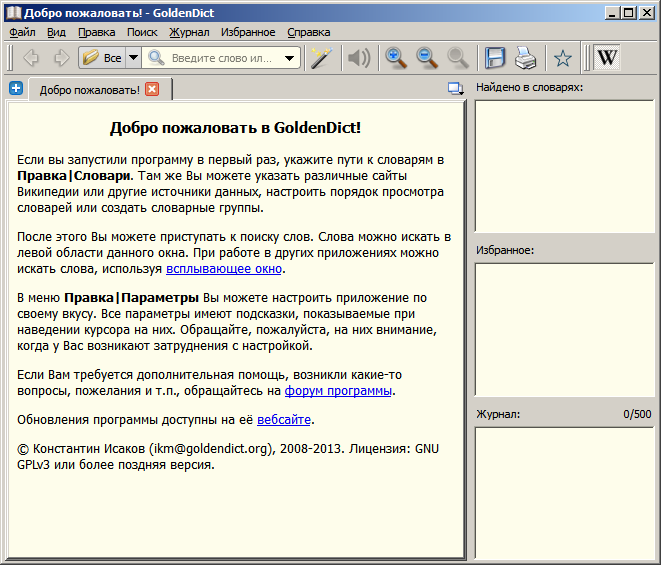 Добро пожаловать! - GoldenDict
Файл Вид Правка Поиск Журнал Избранное Справка
Все Введите слово ил... W
Добро пожаловать!
Добро пожаловать в GoldenDict!
Если вы запустили программу в первый раз, укажите пути к словарям в
Правка|Словари. Там же Вы можете указать различные сайты
Википедии или другие источники данных, настроить порядок просмотра
словарей или создать словарные группы.
После этого Вы можете приступать к поиску слов. Слова можно искать в
левой области данного окна. При работе в других приложениях можно
искать слова, используя всплывающее окно.
В меню Правка|Параметры Вы можете настроить приложение по
своему вкусу. Все параметры имеют подсказки, показываемые при
наведении курсора на них. Обращайте, пожалуйста, на них внимание,
когда у Вас возникают затруднения с настройкой.
Если Вам требуется дополнительная помощь, возникли какие-то
вопросы, пожелания и т.п., обращайтесь на форум программы.
Обновления программы доступны на её вебсайте.
© Константин Исаков (ikm@goldendict.org), 2008-2013. Лицензия: GNU
GPLv3 или более поздняя версия.
Найдено в словарях:
Избранное:
Журнал: 0/500